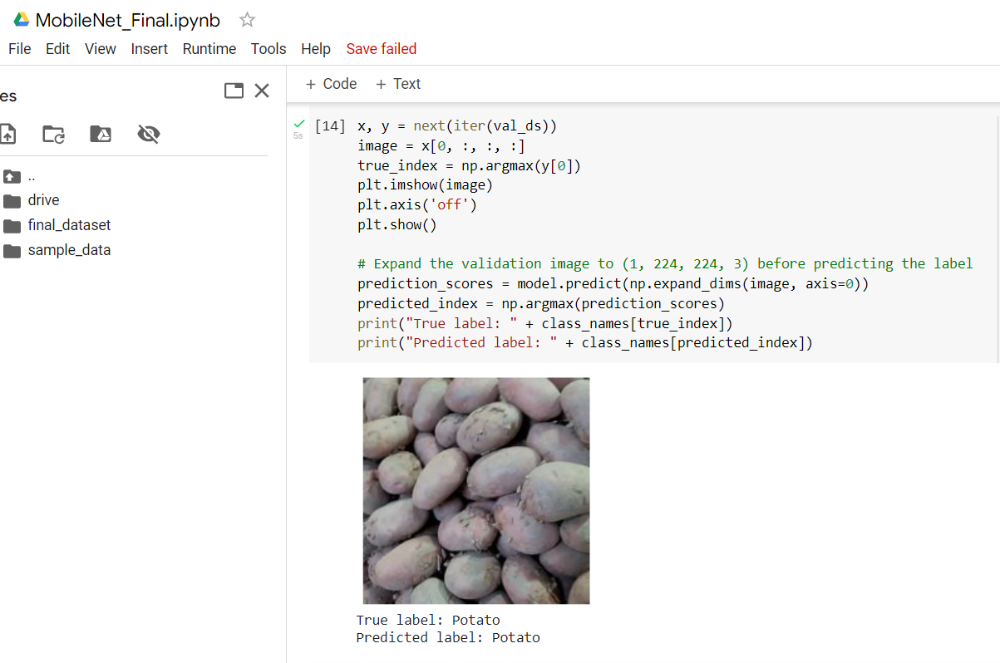 MobileNet_Final.ipynb
File Edit View Insert Runtime Tools Help Save failed
es
+ Code + Text
..
drive
final_dataset
sample_data
5s
[14] x, y = next(iter(val_ds))
image = x[0, :, :, :]
true_index = np.argmax(y[0])
plt.imshow(image)
plt.axis('off')
plt.show()
# Expand the validation image to (1, 224, 224, 3) before predicting the label
prediction_scores = model.predict(np.expand_dims(image, axis=0))
predicted_index = np.argmax(prediction_scores)
print("True label: " + class_names[true_index])
print("Predicted label: " + class_names[predicted_index])
True label: Potato
Predicted label: Potato